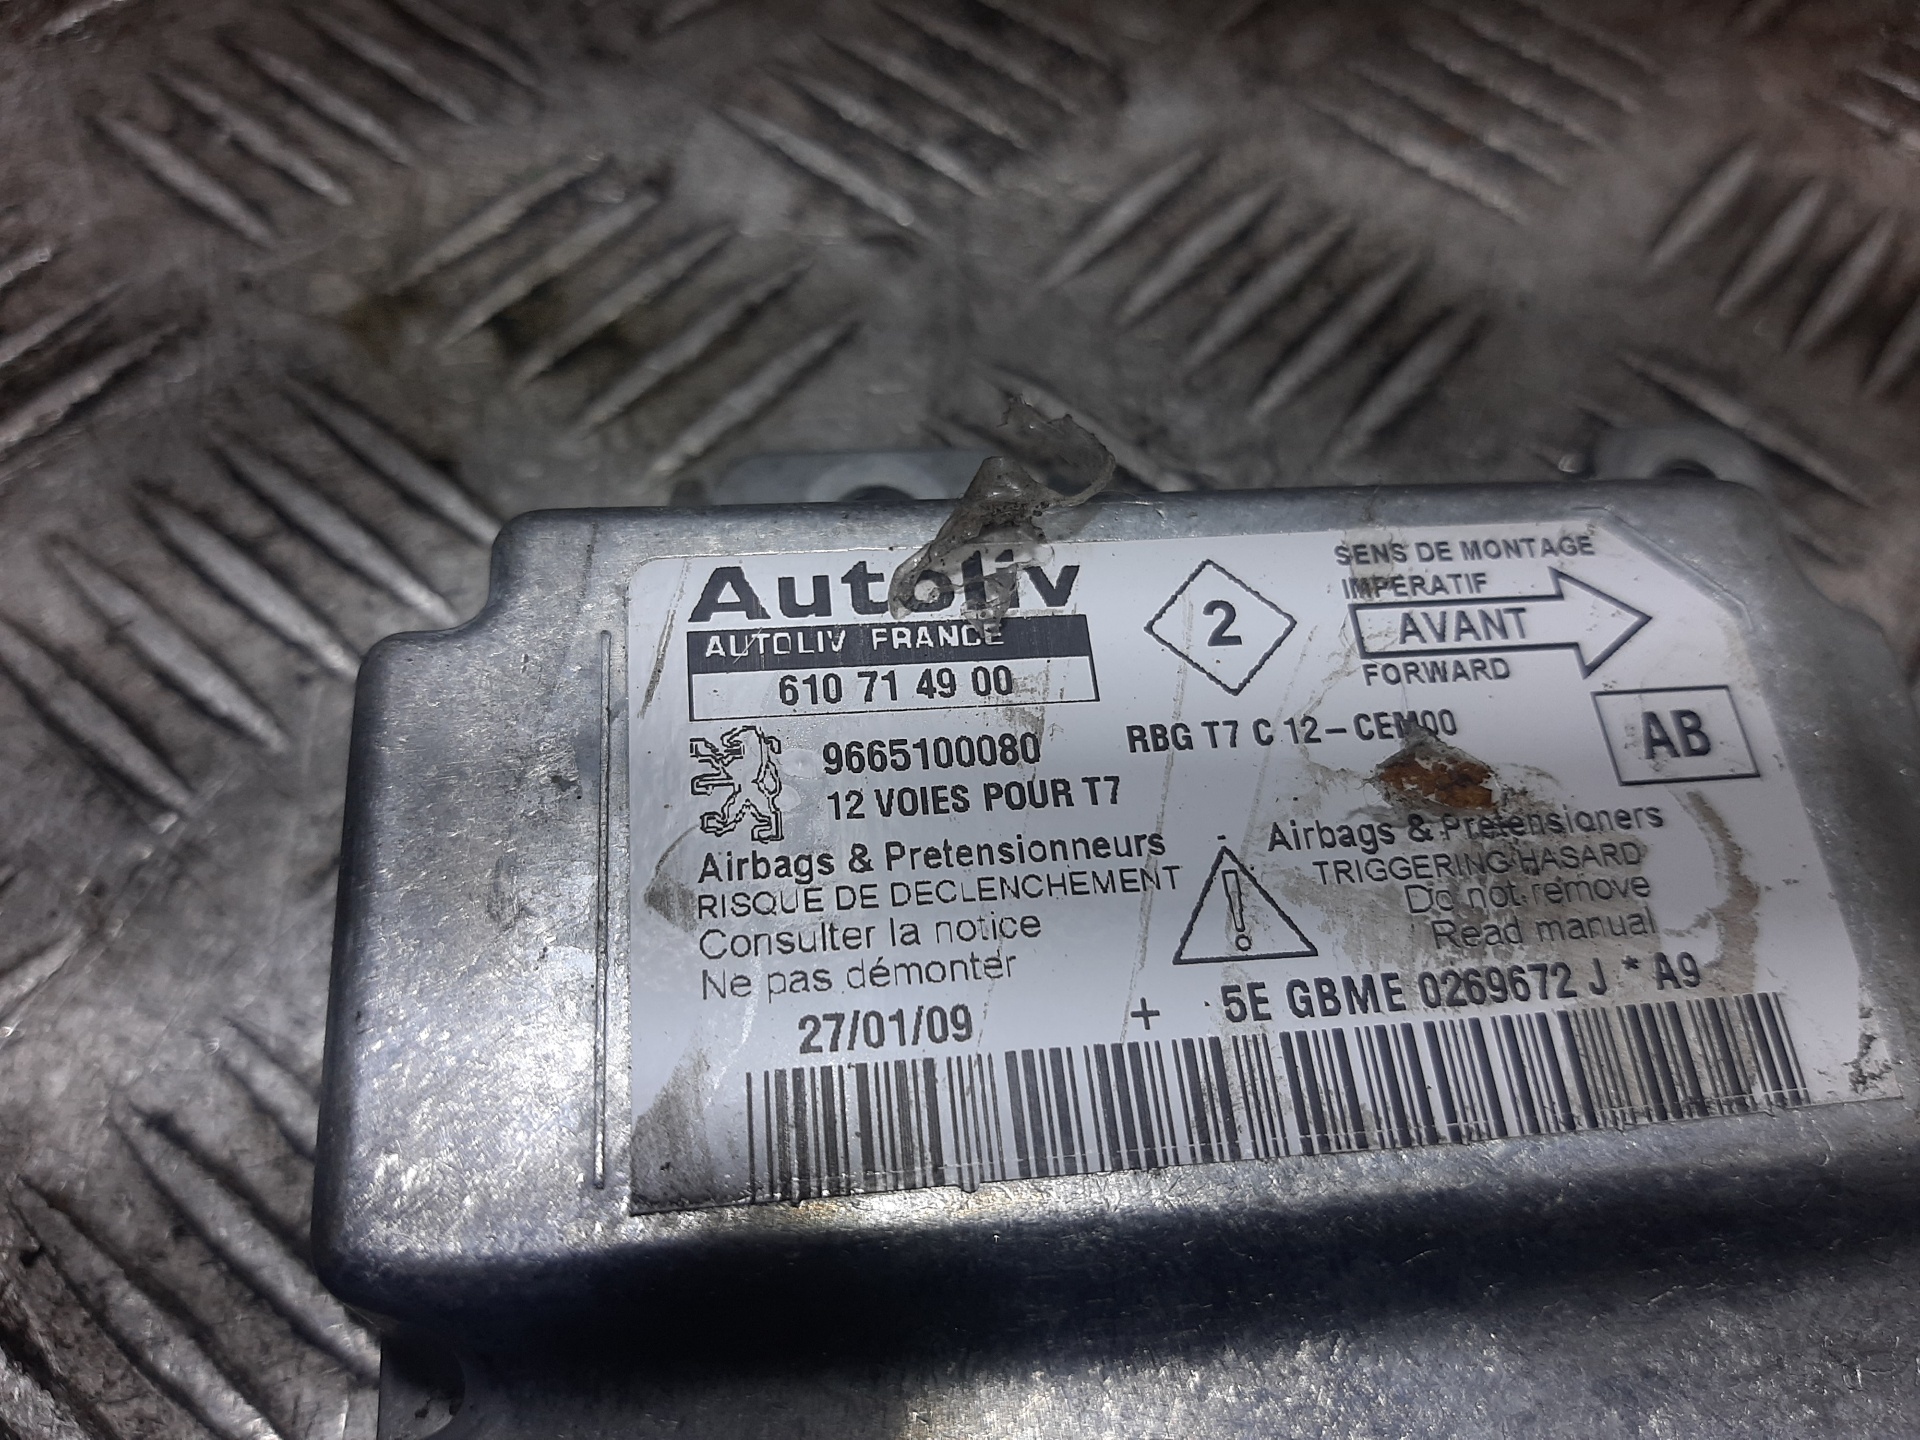 Autoliv
AUTOLIV FRANCE
610 71 49 00
2
SENS DE MONTAGE
IMPERATIF
AVANT
FORWARD
9665100080
RBG T7 C 12-CEM00
AB
12 VOIES POUR T7
Airbags & Pretensionneurs
RISQUE DE DECLENCHEMENT
Consulter la notice
Ne pas démonter
- Airbags & Pretensioners
TRIGGERING HASARD
Do not remove
Read manual
27/01/09
+ 5E GBME 0269672 J * A9